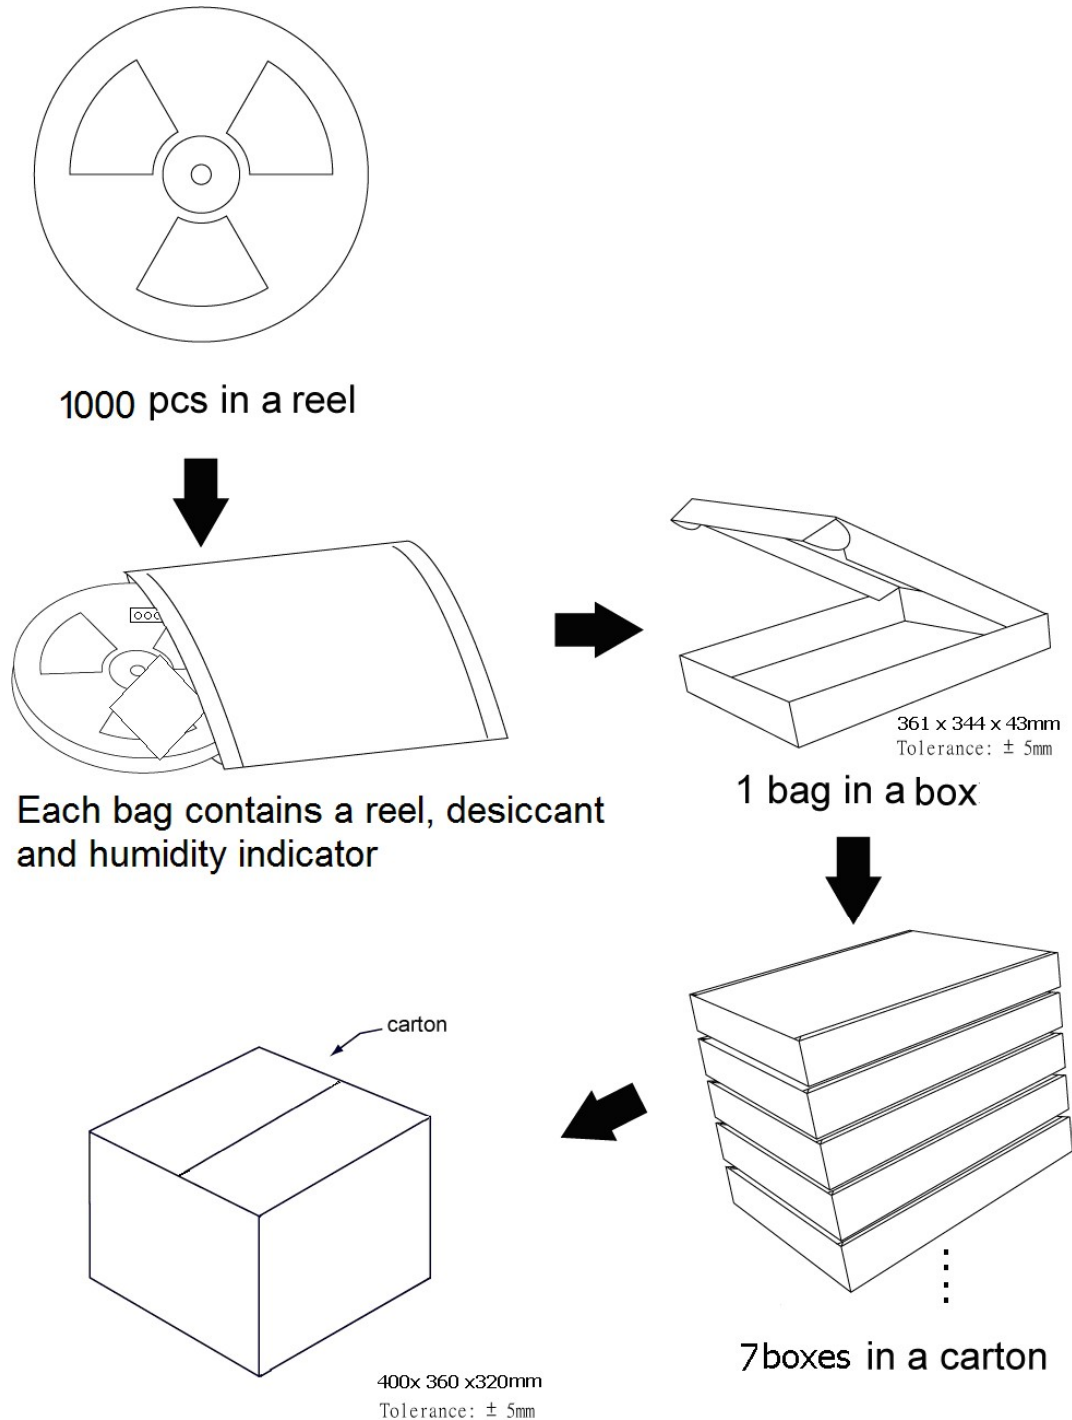 1000 pcs in a reel
361 x 344 x 43mm
Tolerance: ± 5mm
Each bag contains a reel, desiccant
and humidity indicator
1 bag in a box
carton
7boxes in a carton
400x 360 x320mm
Tolerance: ± 5mm